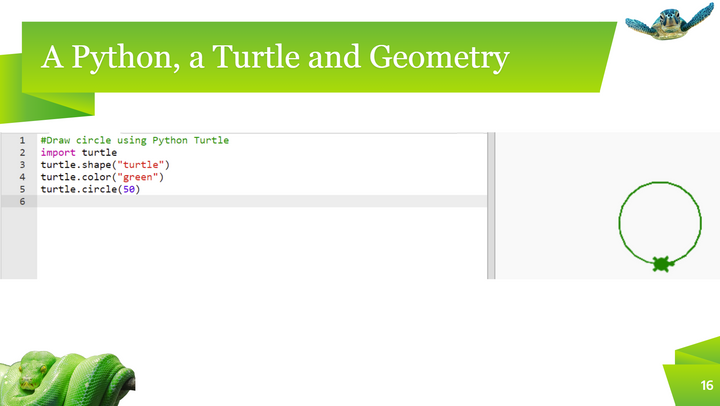 A Python, a Turtle and Geometry
1 #Draw circle using Python Turtle
2 import turtle
3 turtle.shape("turtle")
4 turtle.color("green")
5 turtle.circle(50)
6
16